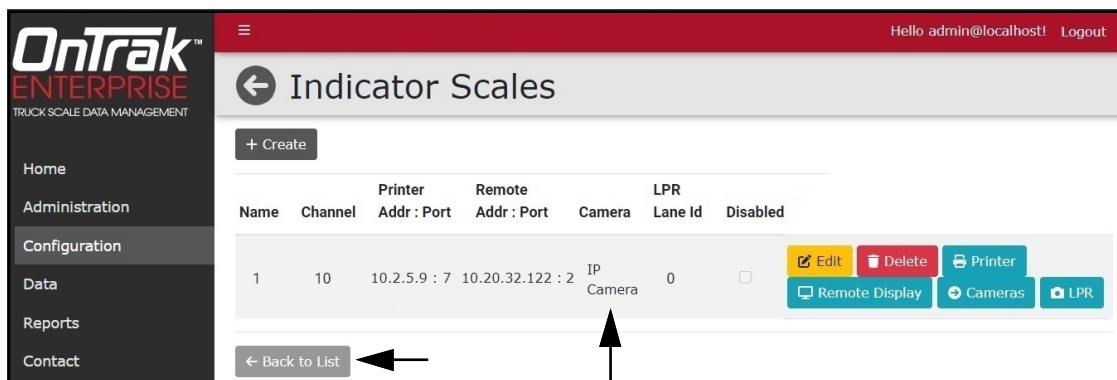 OnTrak™
ENTERPRISE
TRUCK SCALE DATA MANAGEMENT
Home
Administration
Configuration
Data
Reports
Contact
Hello admin@localhost! Logout
Indicator Scales
+ Create
Name Channel Printer Addr : Port Remote Addr : Port Camera LPR Lane Id Disabled
1 10 10.2.5.9 : 7 10.20.32.122 : 2 IP Camera 0
Edit Delete Printer
Remote Display Cameras LPR
← Back to List